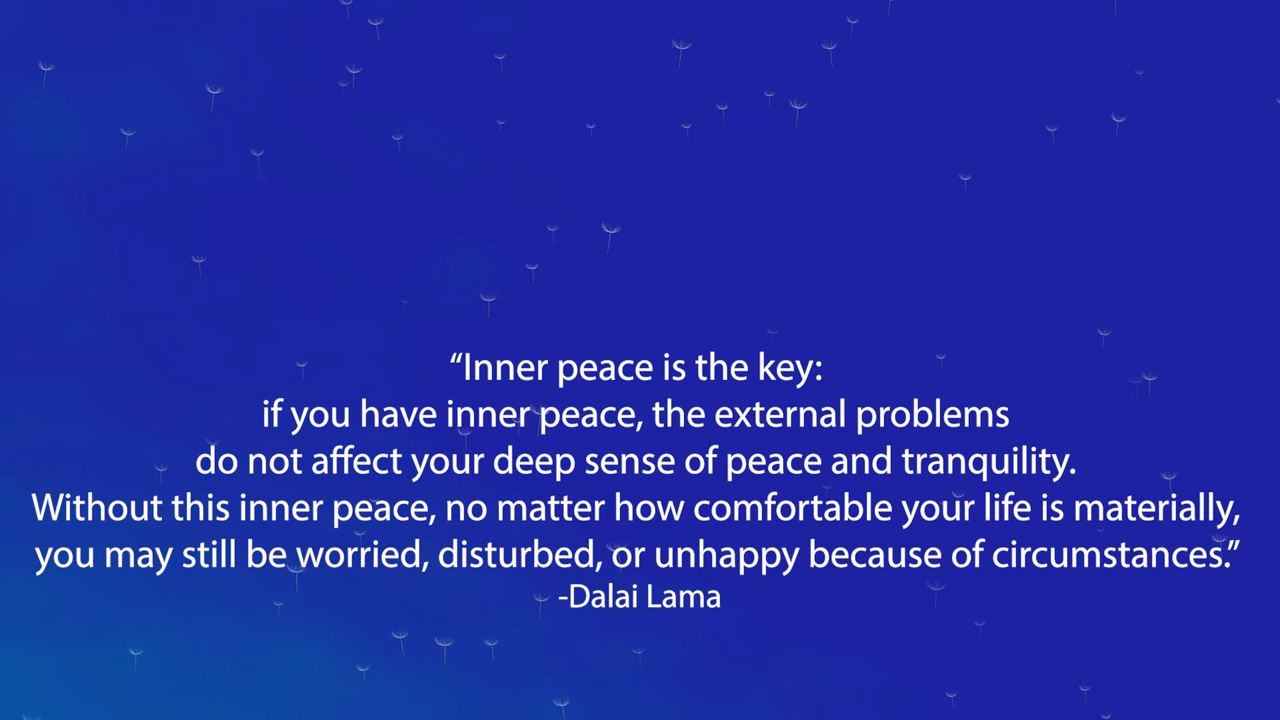 “Inner peace is the key:
if you have inner peace, the external problems
do not affect your deep sense of peace and tranquility.
Without this inner peace, no matter how comfortable your life is materially,
you may still be worried, disturbed, or unhappy because of circumstances.”
-Dalai Lama